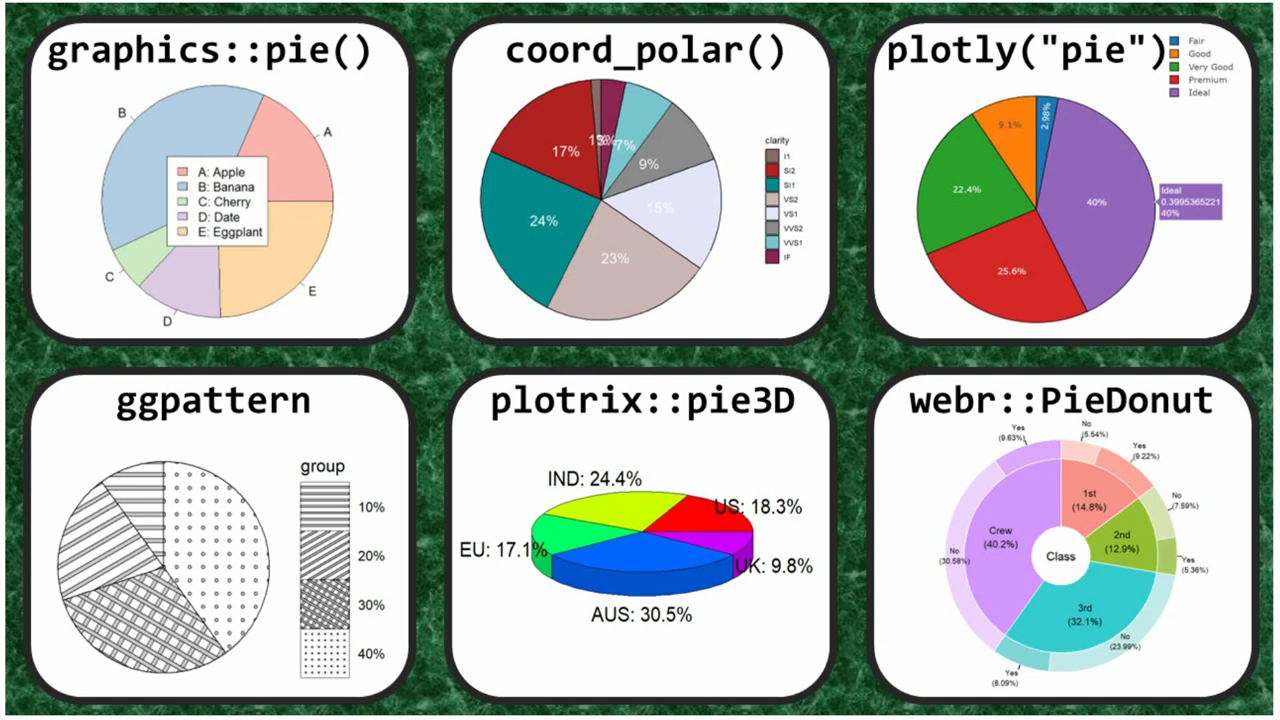 graphics::pie()
B
A
A: Apple
B: Banana
C: Cherry
D: Date
E: Eggplant
C
D
E
coord_polar()
17%
7%
9%
24%
15%
23%
clarity
I1
SI2
SI1
VS2
VS1
VVS2
VVS1
IF
plotly("pie")
Fair
Good
Very Good
Premium
Ideal
9.1%
2.98%
22.4%
40%
25.6%
Ideal
0.3995365221
40%
ggpattern
group
10%
20%
30%
40%
plotrix::pie3D
IND: 24.4%
US: 18.3%
EU: 17.1%
UK: 9.8%
AUS: 30.5%
webr::PieDonut
Yes
(9.63%)
No
(5.54%)
Yes
(9.22%)
1st
(14.8%)
No
(7.59%)
Crew
(40.2%)
2nd
(12.9%)
Class
No
(30.58%)
Yes
(5.36%)
3rd
(32.1%)
No
(23.99%)
Yes
(8.09%)